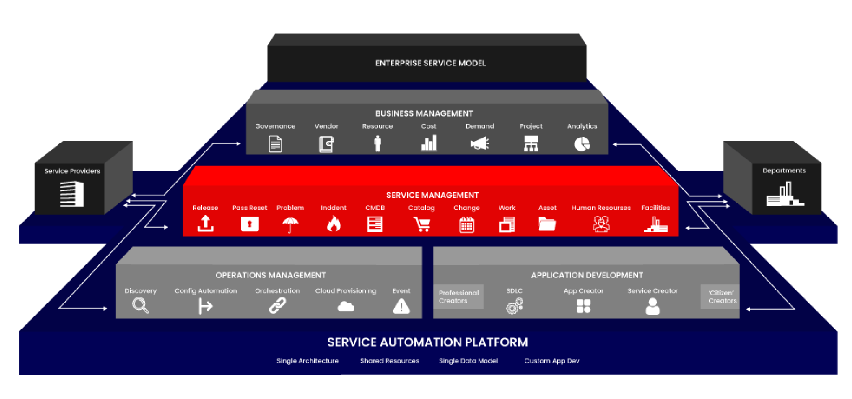 ENTERPRISE SERVICE MODEL
BUSINESS MANAGEMENT
Governance Vendor Resource Cost Demand Project Analytics
Service Providers
Departments
SERVICE MANAGEMENT
Release Pass Reset Problem Inddent CMDB Catalog Change Work Asset Human Resourses Facilities
OPERATIONS MANAGEMENT
APPLICATION DEVELOPMENT
Discovery Config Automation Orchestration Cloud Provisioning Event
Professional
Creators
SDLC App Creator Service Creator
'Citizen'
Creators
SERVICE AUTOMATION PLATFORM
Single Architecture Shared Resources Single Data Model Custom App Dev